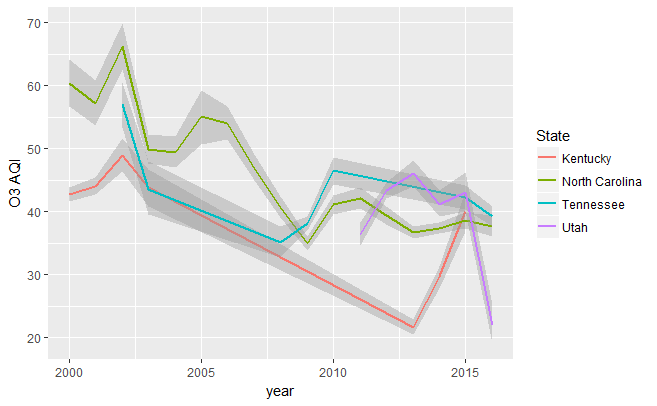 70
60
50
40
30
20
O3 AQI
2000
2005
2010
2015
year
State
Kentucky
North Carolina
Tennessee
Utah